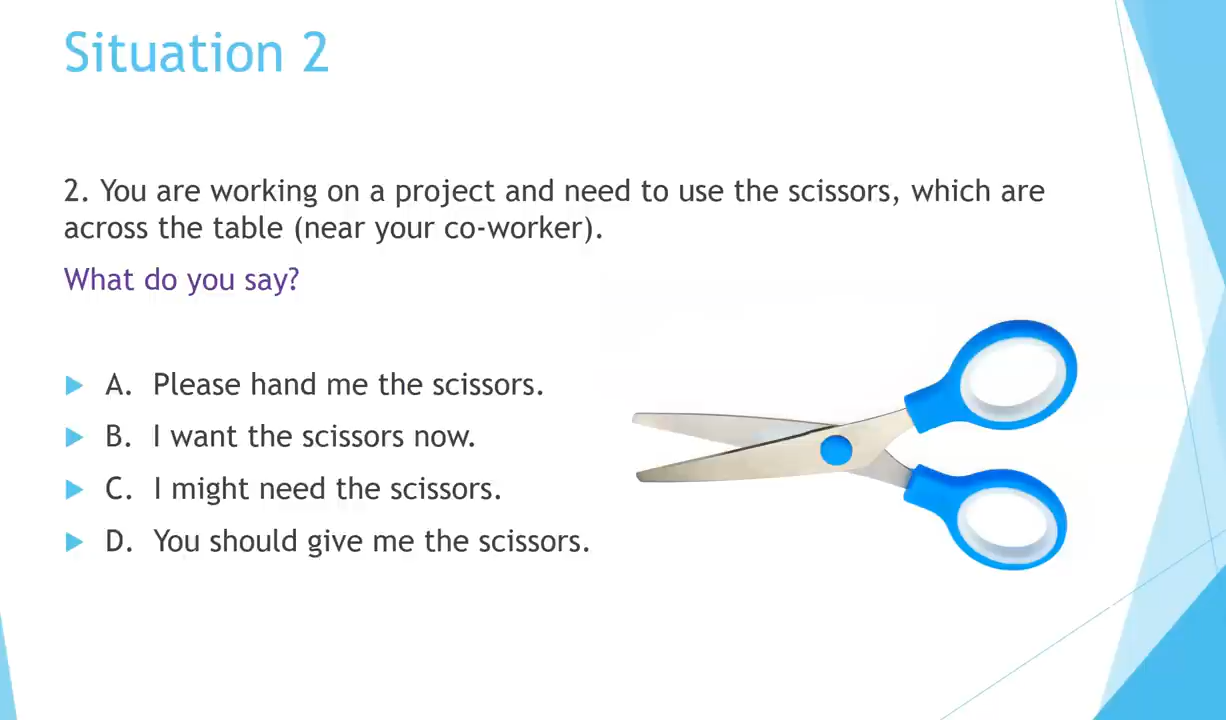 Situation 2
2. You are working on a project and need to use the scissors, which are
across the table (near your co-worker).
What do you say?
A. Please hand me the scissors.
B. I want the scissors now.
C. I might need the scissors.
D. You should give me the scissors.